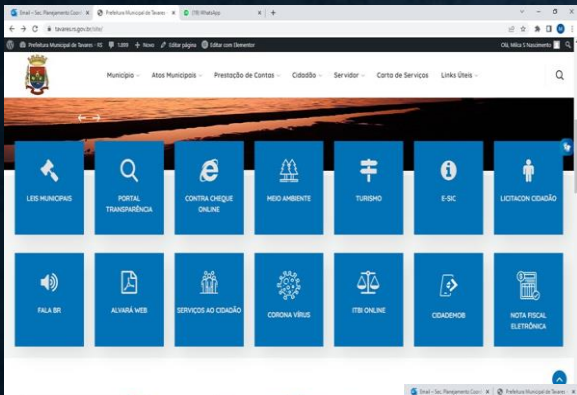 Email - Sec. Planejamento Coor
Prefeitura Municipal de Tavares
(19) WhatsApp
tavares.rs.gov.br/site/
Prefeitura Municipal de Tavares - RS 1.099 + Novo Editar página Editar com Elementor
Olá, Milca S Nascimento
Município Atos Municipais Prestação de Contas Cidadão Servidor Carta de Serviços Links Úteis
LEIS MUNICIPAIS
PORTAL
TRANSPARÊNCIA
CONTRA CHEQUE
ONLINE
MEIO AMBIENTE
TURISMO
E-SIC
LICITACON CIDADÃO
FALA BR
ALVARÁ WEB
SERVIÇOS AO CIDADÃO
CORONA VÍRUS
ITBI ONLINE
CIDADEMOB
NOTA FISCAL
ELETRÔNICA
Email - Sec. Planejamento Coor
Prefeitura Municipal de Tavares